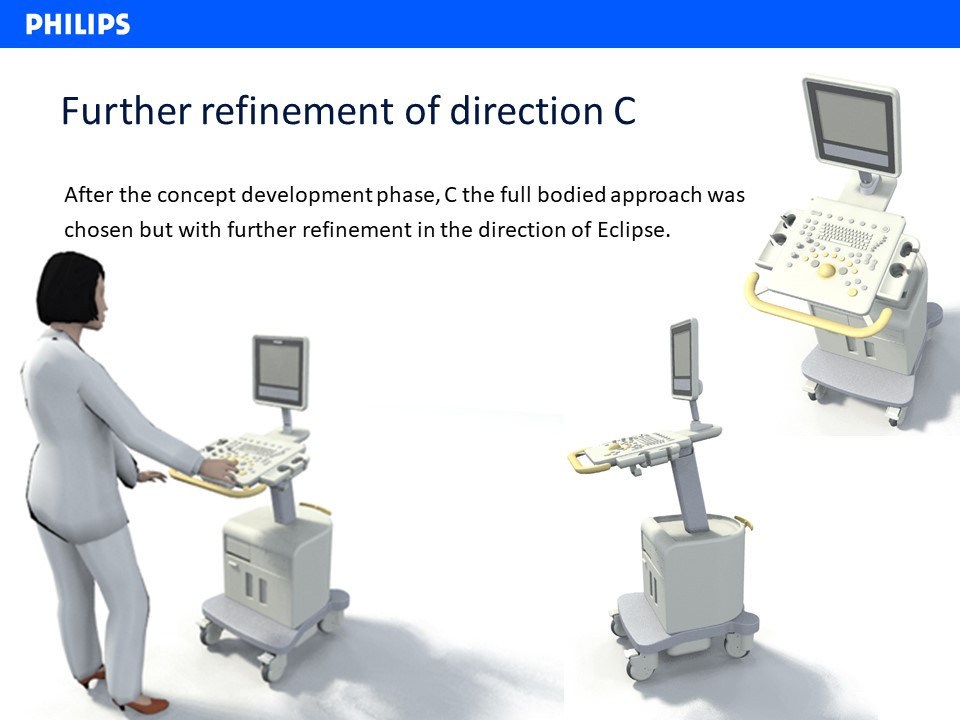 PHILIPS
Further refinement of direction C
After the concept development phase, C the full bodied approach was
chosen but with further refinement in the direction of Eclipse.